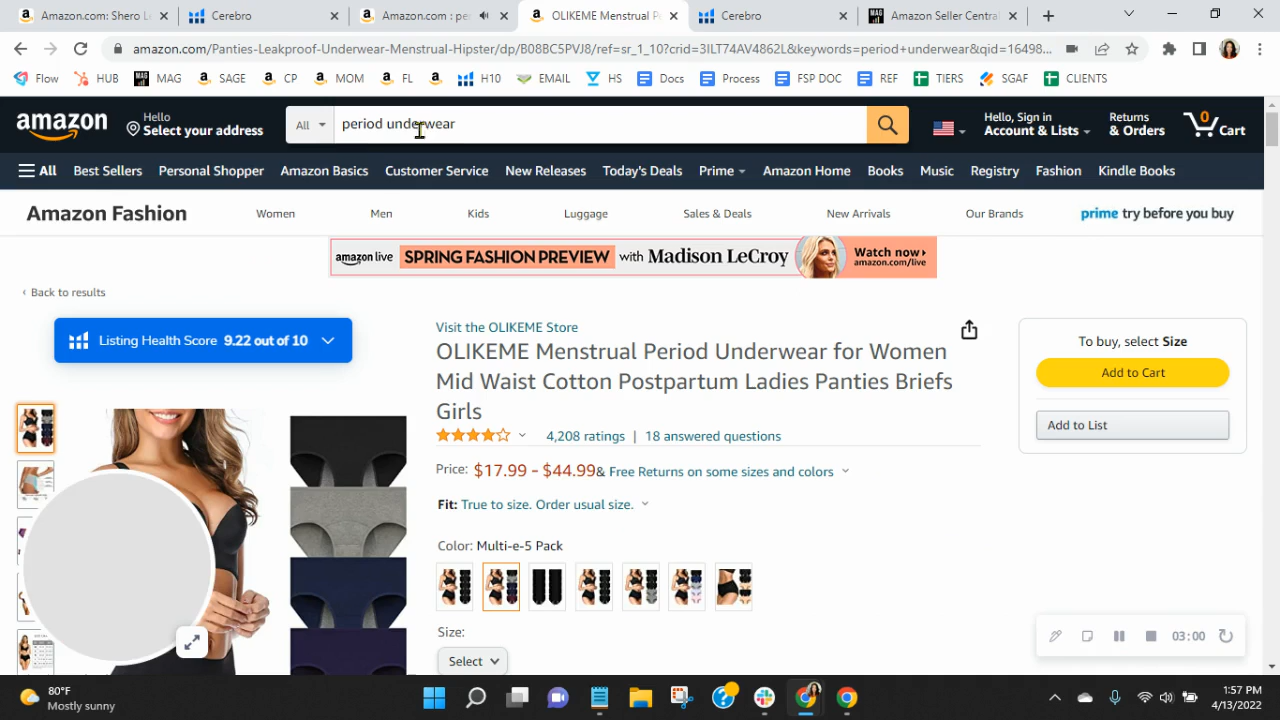 Amazon.com: Shero L
Cerebro
Amazon.com : pe
OLIKEME Menstrual P
Cerebro
MAG
Amazon Seller Centra
amazon.com/Panties-Leakproof-Underwear-Menstrual-Hipster/dp/B08BC5PVJ8/ref=sr_1_10?crid=3ILT74AV4862L&keywords=period+underwear&qid=16498...
Flow
HUB
MAG
MAG
SAGE
CP
MOM
FL
H10
EMAIL
HS
Docs
Process
FSP DOC
REF
TIERS
SGAF
CLIENTS
amazon
Hello
Select your address
All
period underwear
Hello, Sign in
Account & Lists
Returns
& Orders
0
Cart
All
Best Sellers
Personal Shopper
Amazon Basics
Customer Service
New Releases
Today's Deals
Prime
Amazon Home
Books
Music
Registry
Fashion
Kindle Books
Amazon Fashion
Women
Men
Kids
Luggage
Sales & Deals
New Arrivals
Our Brands
prime try before you buy
amazon live SPRING FASHION PREVIEW with Madison LeCroy
Watch now
amazon.com/live
‹ Back to results
Listing Health Score 9.22 out of 10
Visit the OLIKEME Store
OLIKEME Menstrual Period Underwear for Women
Mid Waist Cotton Postpartum Ladies Panties Briefs
Girls
4,208 ratings | 18 answered questions
Price: $17.99 - $44.99& Free Returns on some sizes and colors
Fit: True to size. Order usual size.
Color: Multi-e-5 Pack
Size:
Select
To buy, select Size
Add to Cart
Add to List
03:00
80°F
Mostly sunny
1:57 PM
4/13/2022